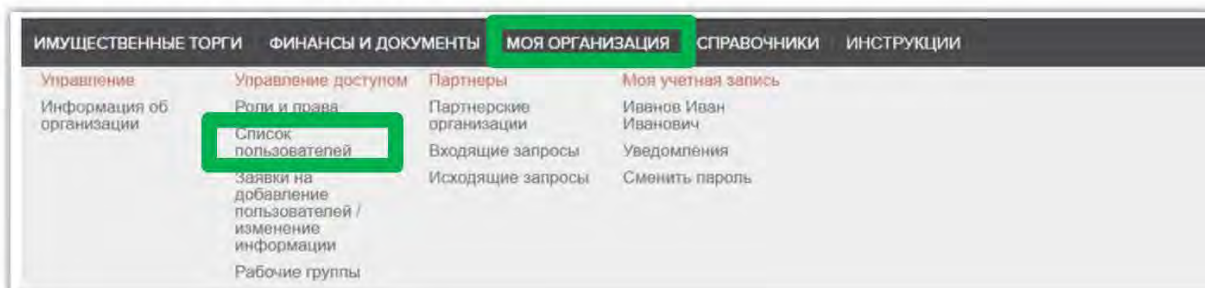 ИМУЩЕСТВЕННЫЕ ТОРГИ ФИНАНСЫ И ДОКУМЕНТЫ МОЯ ОРГАНИЗАЦИЯ СПРАВОЧНИКИ ИНСТРУКЦИИ
Управление
Информация об
организации
Управление доступом
Роли и права
Список
пользователей
Заявки на
добавление
пользователей /
изменение
информации
Рабочие группы
Партнеры
Партнерские
организации
Входящие запросы
Исходящие запросы
Моя учетная запись
Иванов Иван
Иванович
Уведомления
Сменить пароль